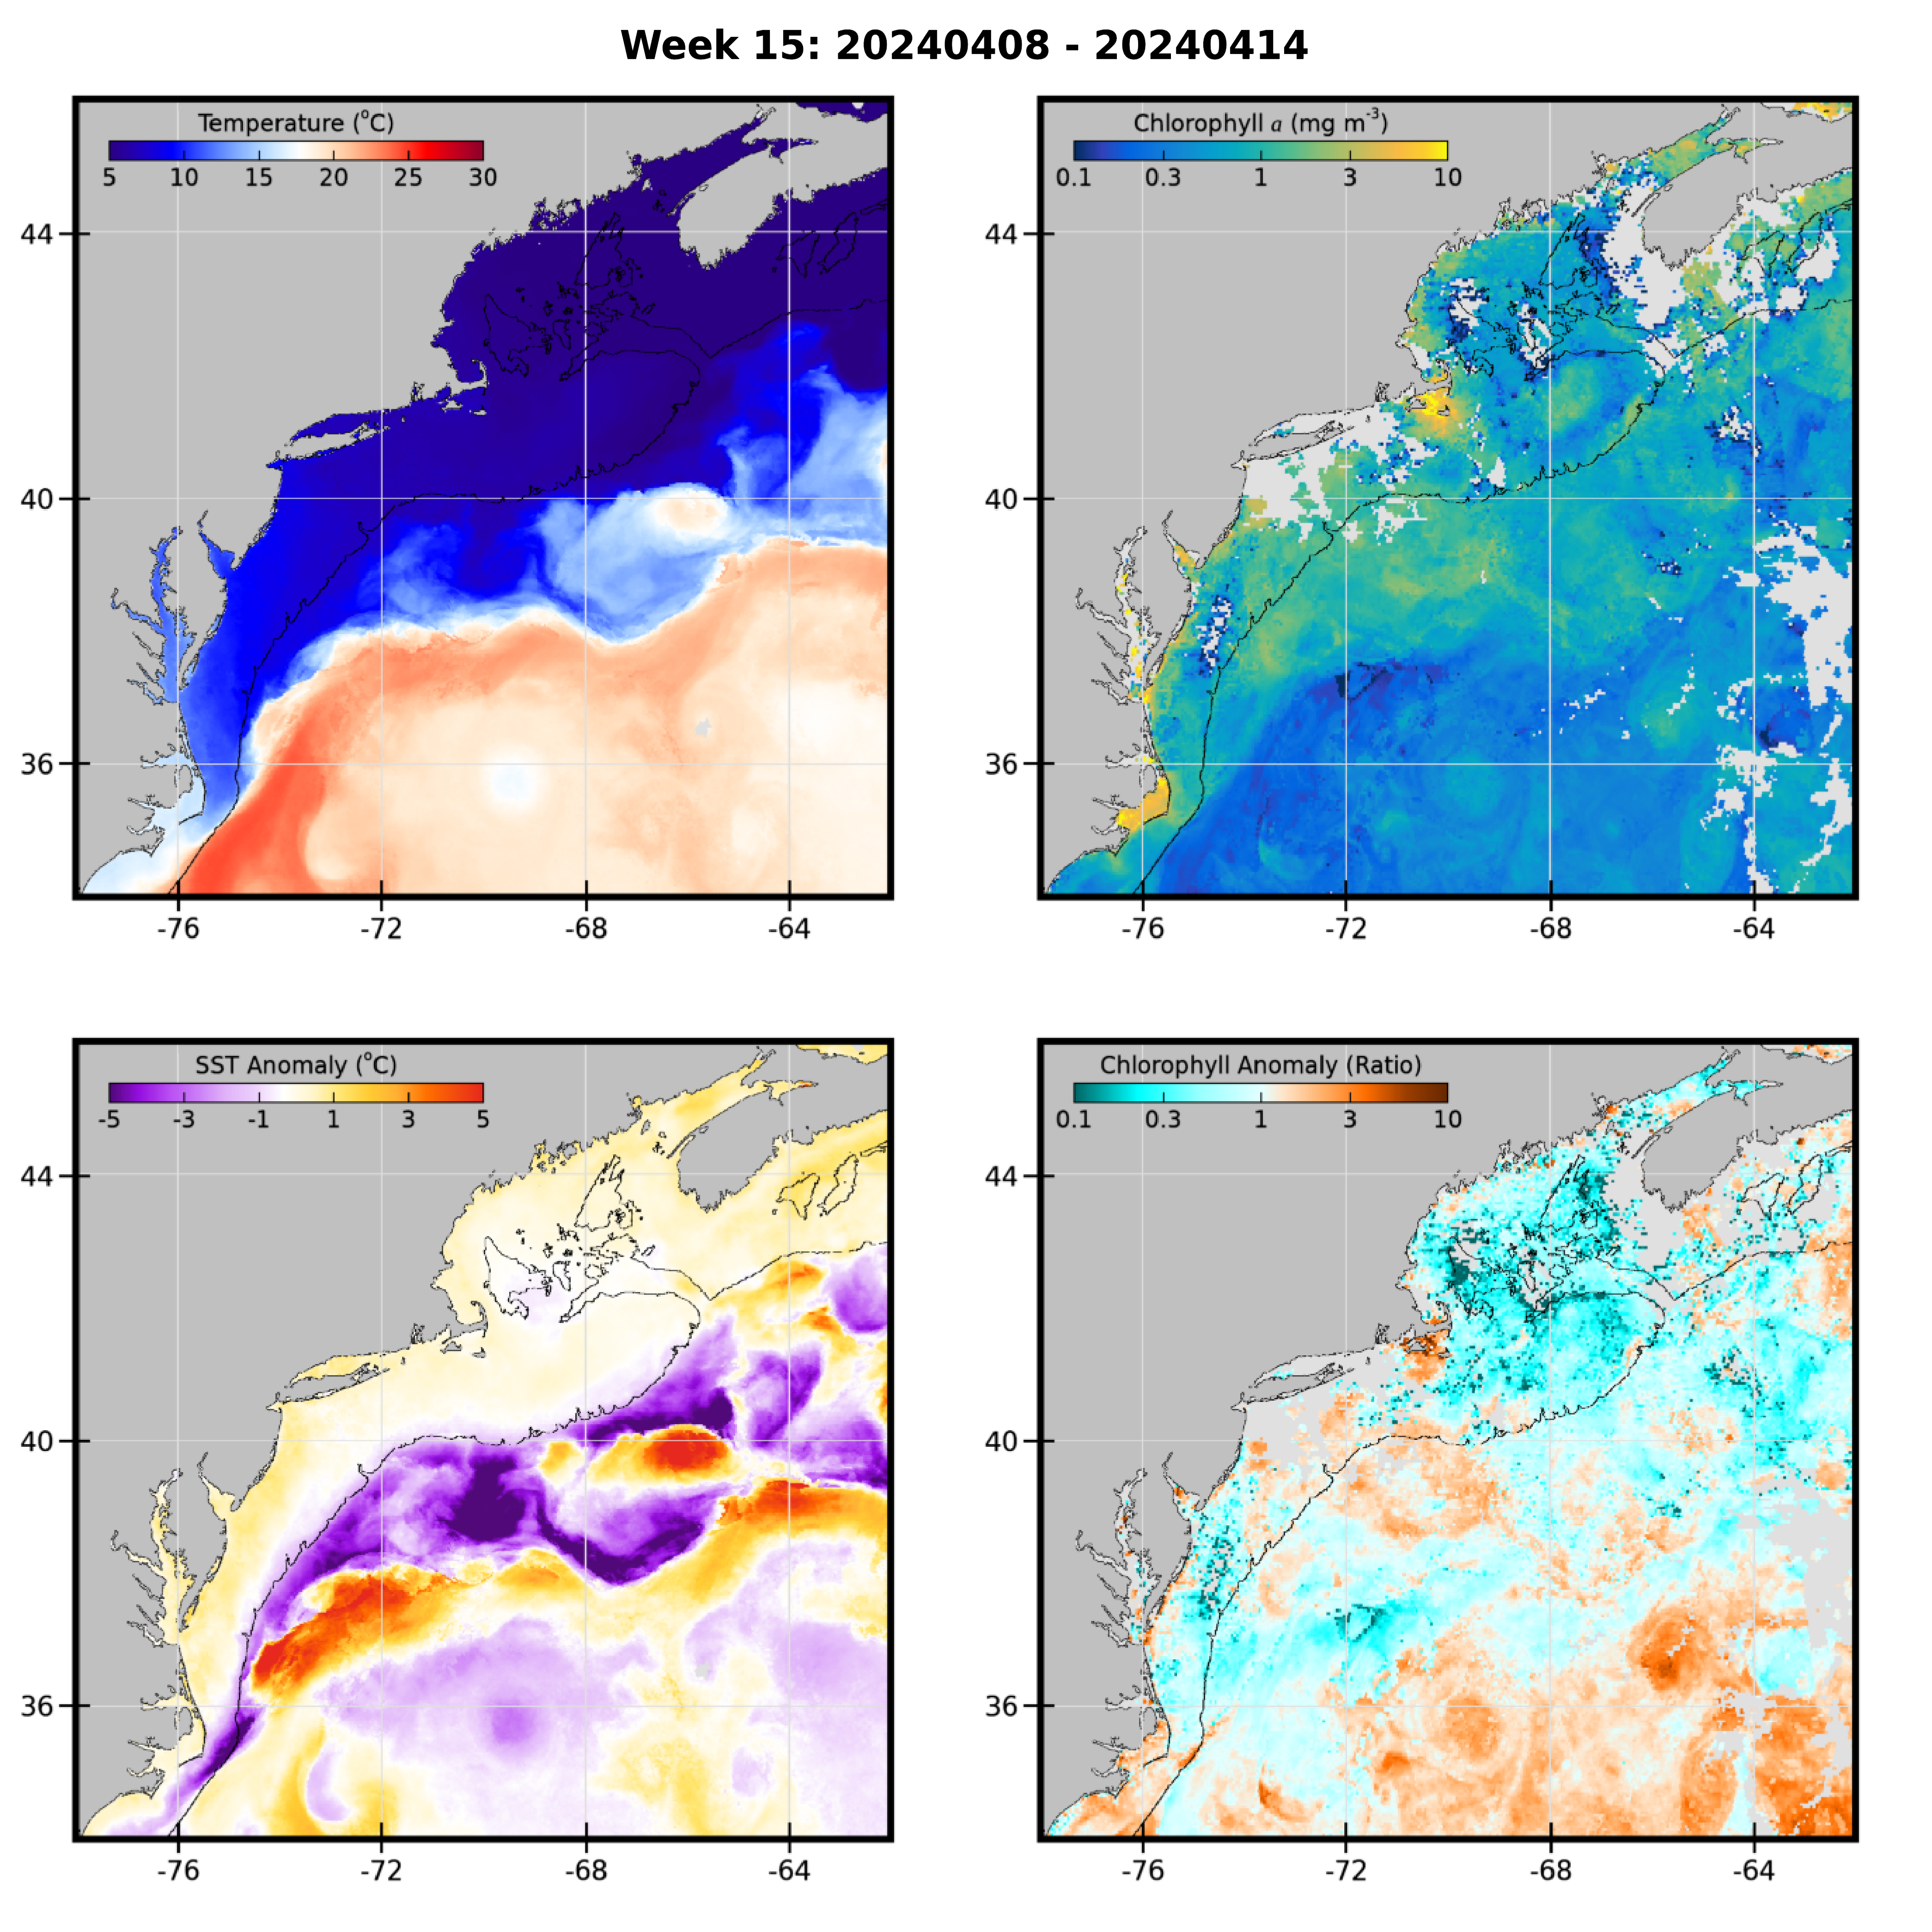 Week 15: 20240408 - 20240414
Temperature (°C)
5 10 15 20 25 30
44
40
36
-76 -72 -68 -64
Chlorophyll a (mg m⁻³)
0.1 0.3 1 3 10
44
40
36
-76 -72 -68 -64
SST Anomaly (°C)
-5 -3 -1 1 3 5
44
40
36
-76 -72 -68 -64
Chlorophyll Anomaly (Ratio)
0.1 0.3 1 3 10
44
40
36
-76 -72 -68 -64